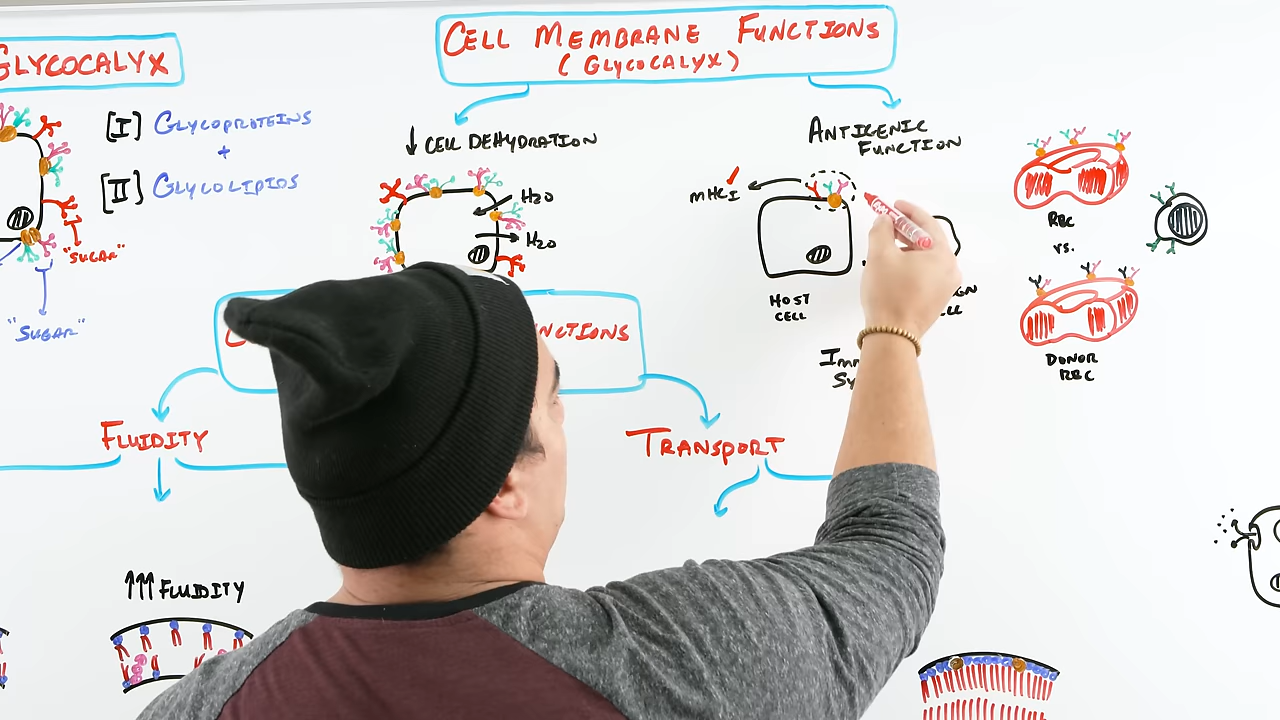 GLYCOCALYX
[I] GLYCOPROTEINS
+
[II] GLYCOLIPIDS
"SUGAR"
"SUGAR"
CELL MEMBRANE FUNCTIONS
(GLYCOCALYX)
↓ CELL DEHYDRATION
H2O
H2O
ANTIGENIC
FUNCTION
MHC I
HOST
CELL
RBC
vs.
DONOR
RBC
FLUIDITY
TRANSPORT
↑↑↑ FLUIDITY